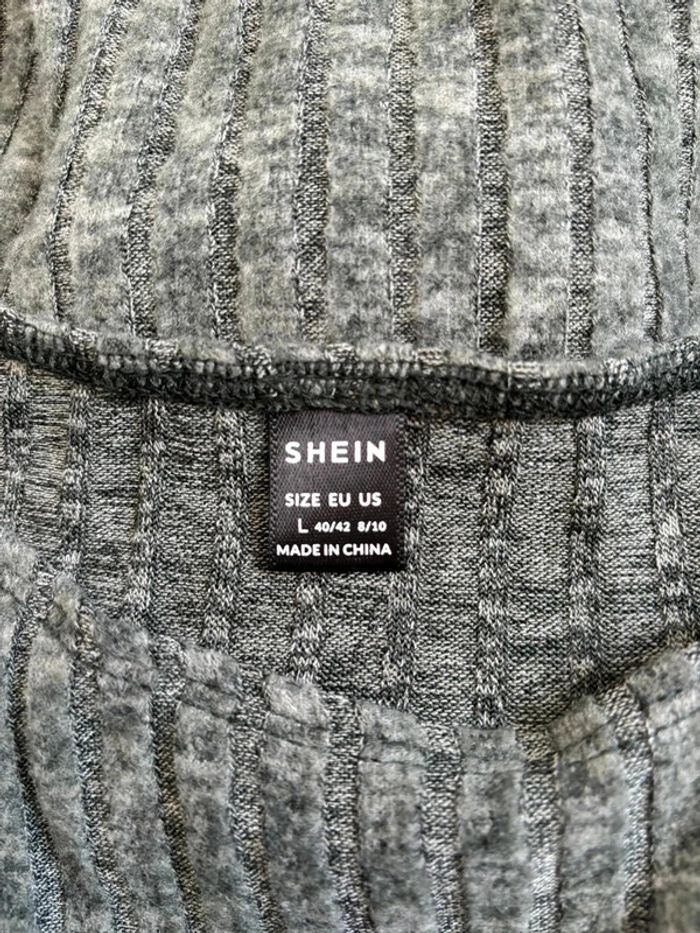 SHEIN
SIZE EU US
L 40/42 8/10
MADE IN CHINA